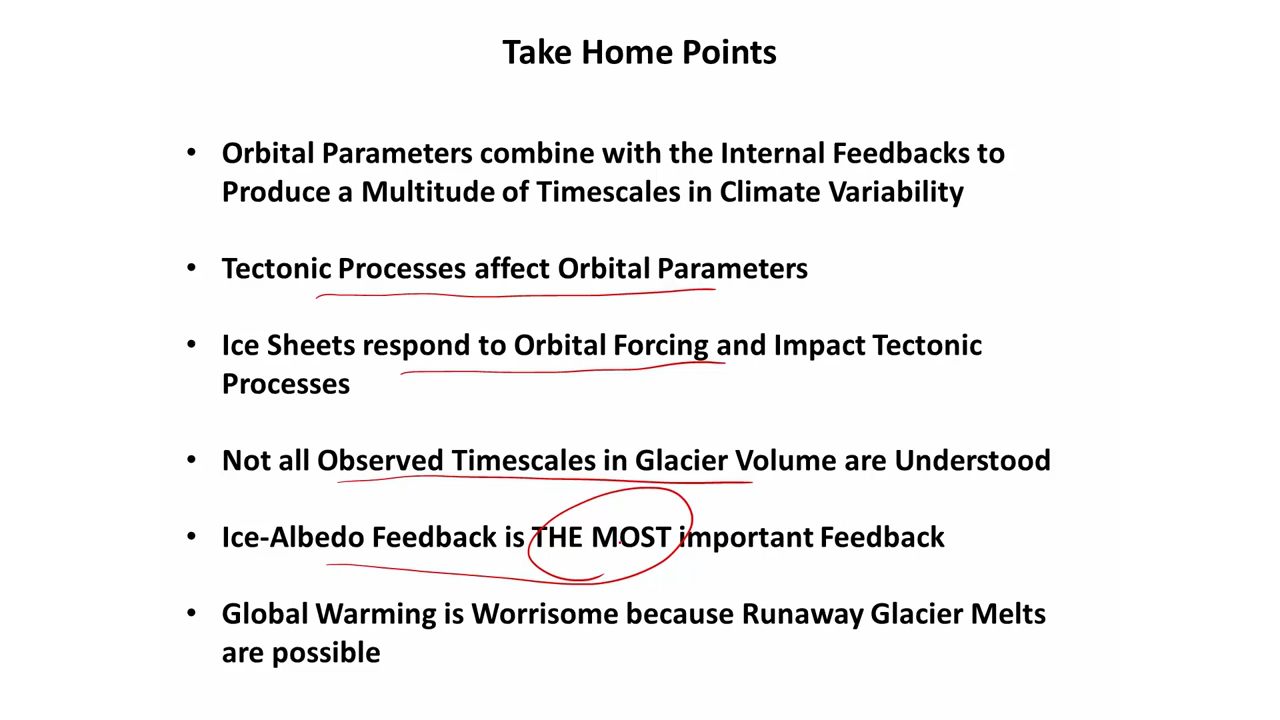 Take Home Points
• Orbital Parameters combine with the Internal Feedbacks to
Produce a Multitude of Timescales in Climate Variability
• Tectonic Processes affect Orbital Parameters
• Ice Sheets respond to Orbital Forcing and Impact Tectonic
Processes
• Not all Observed Timescales in Glacier Volume are Understood
• Ice-Albedo Feedback is THE MOST important Feedback
• Global Warming is Worrisome because Runaway Glacier Melts
are possible